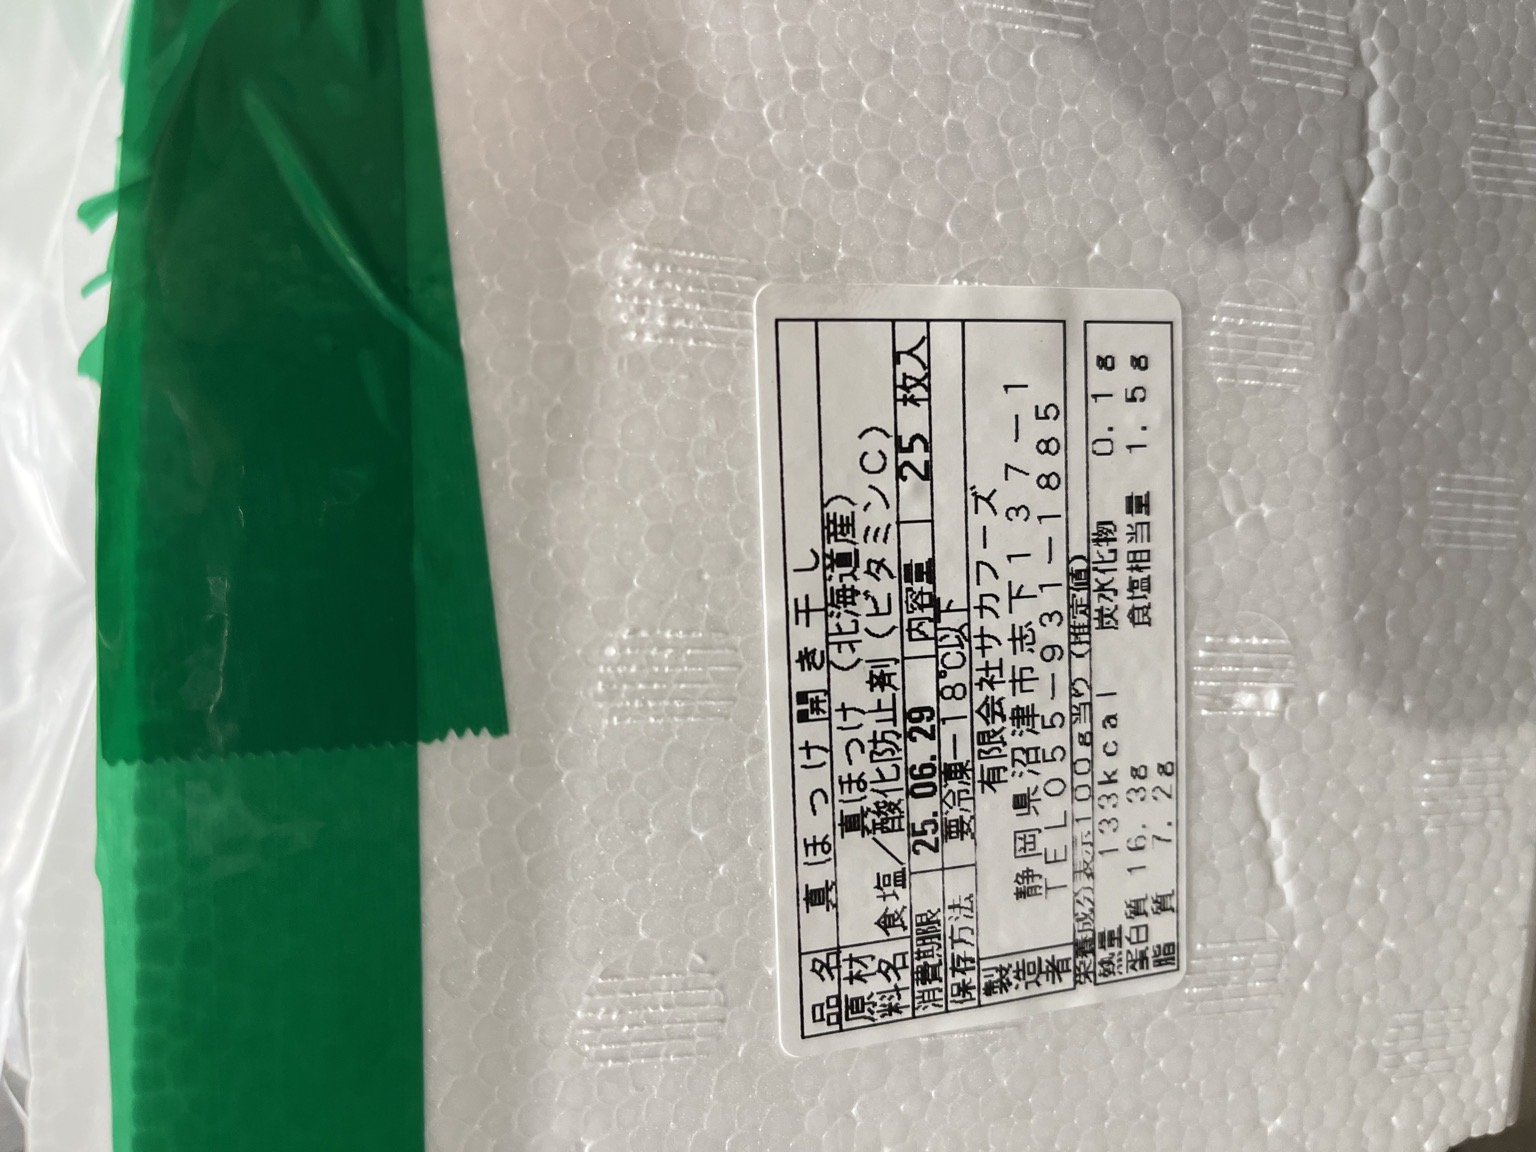 品名 真ほっけ開き干し
原材料名 真ほっけ（北海道産）
食塩／酸化防止剤（ビタミンC）
消費期限 25.06.29 内容量 25枚入
保存方法 要冷凍－18℃以下
製造者 有限会社サカフーズ
静岡県沼津市志下137－1
TEL055－931－1885
栄養成分表示100g当り（推定値）
熱量 133kcal 炭水化物 0.1g
蛋白質 16.3g 食塩相当量 1.5g
脂質 7.2g